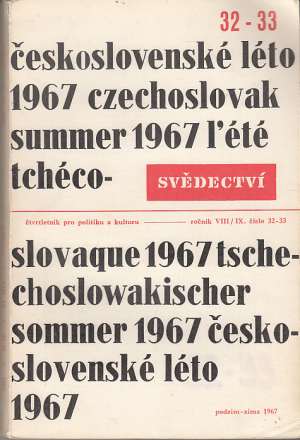 32-33
československé léto
1967 czechoslovak
summer 1967 l'été
tchéco-
SVĚDECTVÍ
čtvrtletník pro politiku a kulturu ——— ročník VIII/IX. číslo 32-33
slovaque 1967 tsche-
choslowakischer
sommer 1967 česko-
slovenské léto
1967
podzim-zima 1967